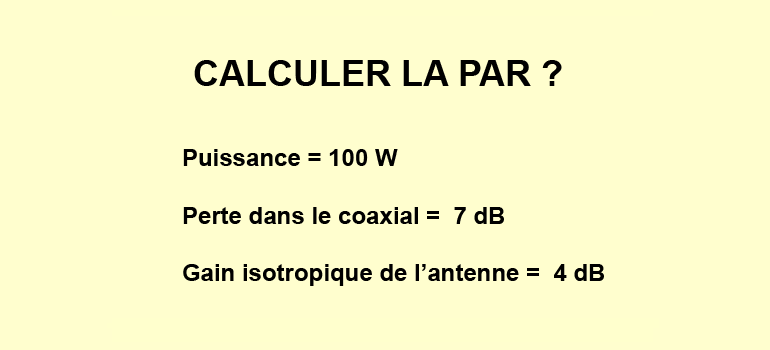 CALCULER LA PAR ?
Puissance = 100 W
Perte dans le coaxial =  7 dB
Gain isotropique de l’antenne =  4 dB